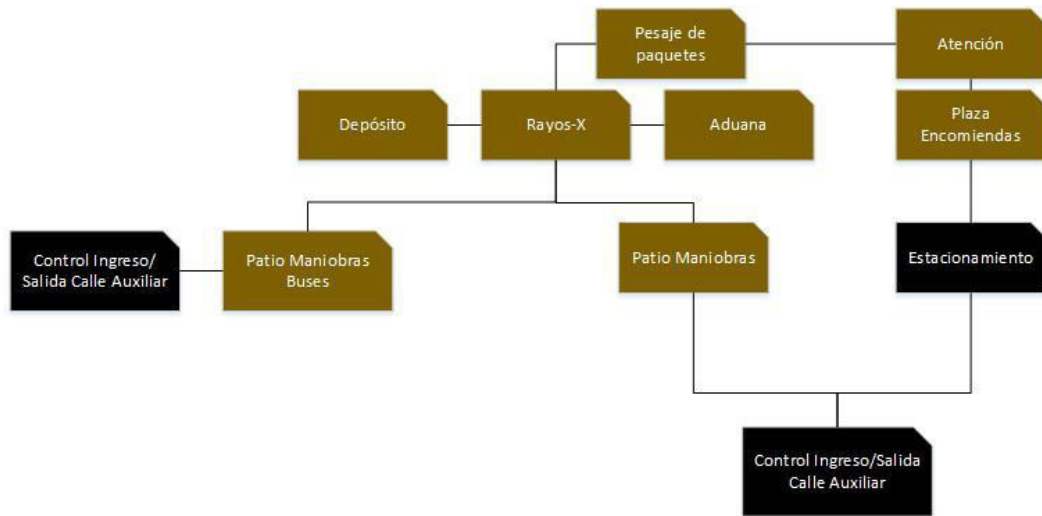 Pesaje de
paquetes
Atención
Depósito
Rayos-X
Aduana
Plaza
Encomiendas
Control Ingreso/
Salida Calle Auxiliar
Patio Maniobras
Buses
Patio Maniobras
Estacionamiento
Control Ingreso/Salida
Calle Auxiliar